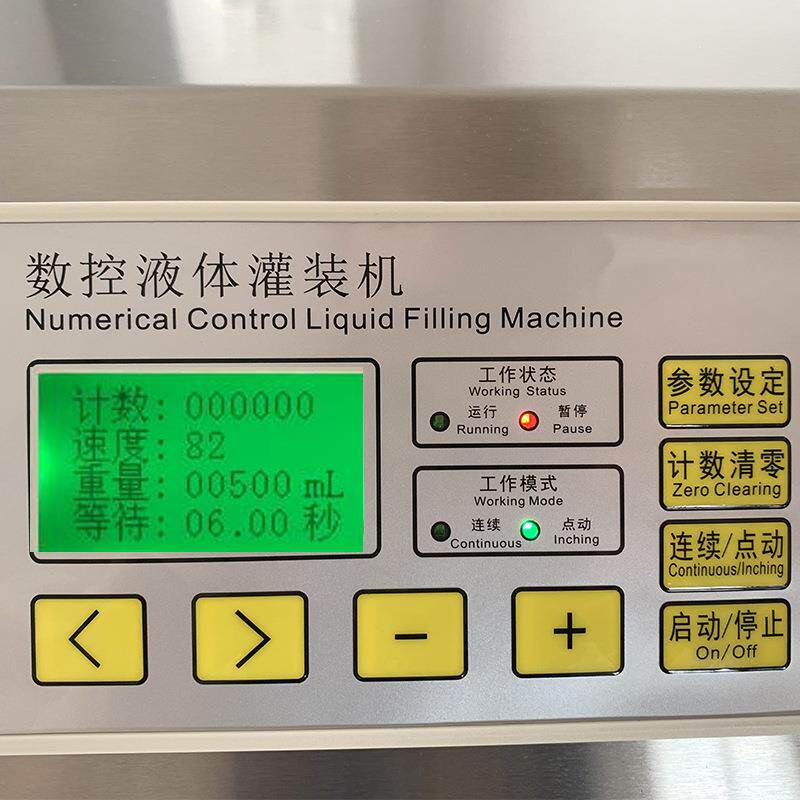 数控液体灌装机
Numerical Control Liquid Filling Machine
计数: 000000
速度: 82
重量: 00500 mL
等待: 06.00 秒
工作状态
Working Status
运行 暂停
Running Pause
工作模式
Working Mode
连续 点动
Continuous Inching
参数设定
Parameter Set
计数清零
Zero Clearing
连续/点动
Continuous/Inching
启动/停止
On/Off
< > - +